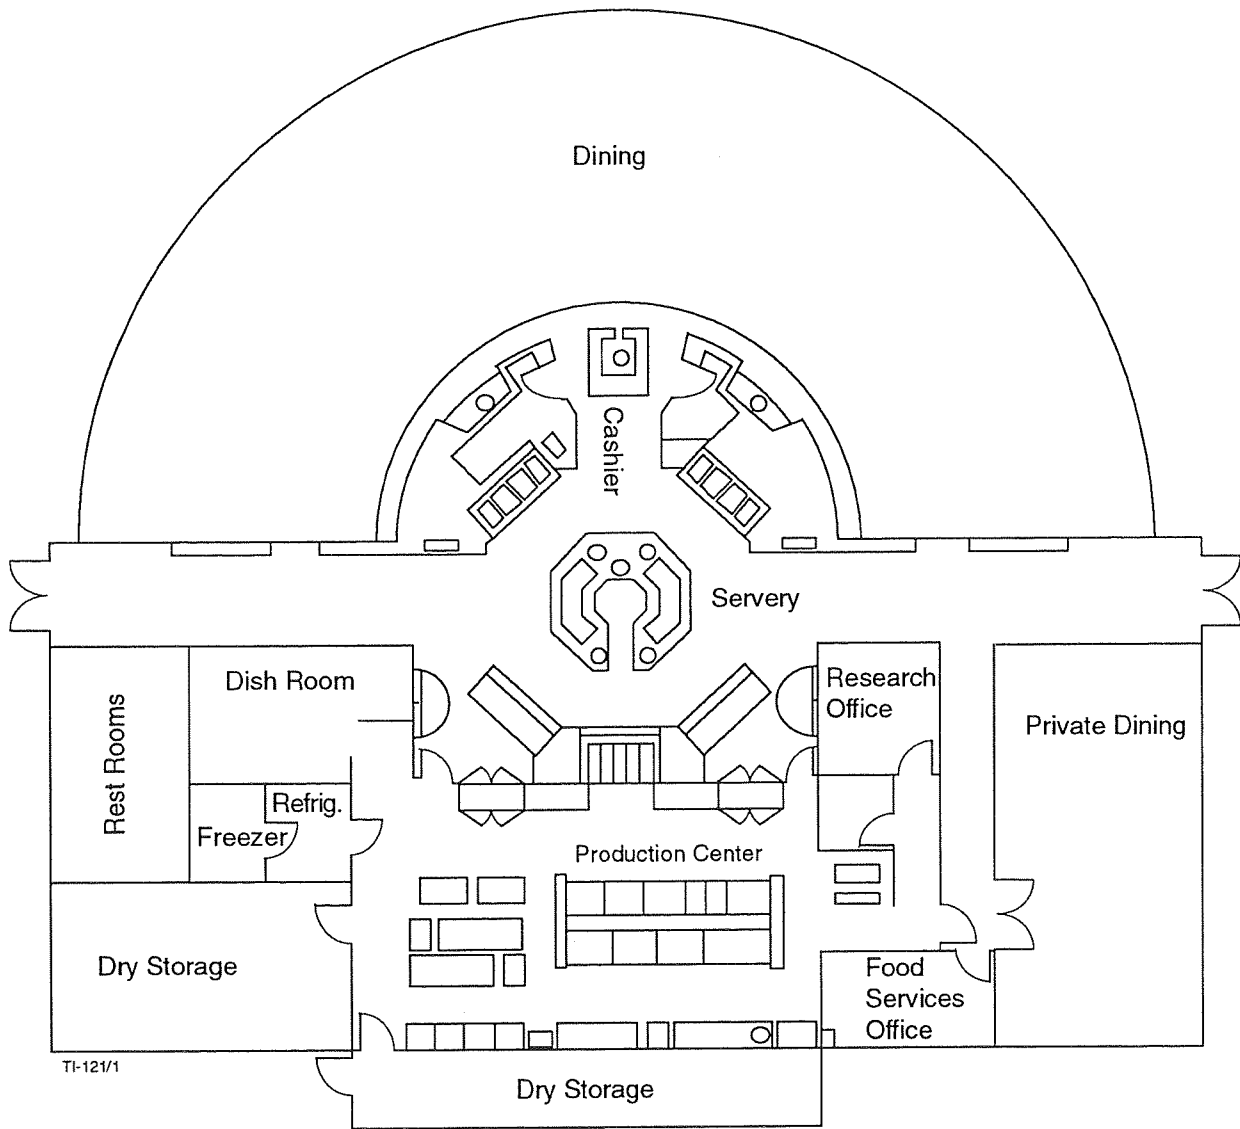 Dining
Cashier
Servery
Dish Room
Research
Office
Private Dining
Rest Rooms
Refrig.
Freezer
Production Center
Dry Storage
Food
Services
Office
TI-121/1
Dry Storage